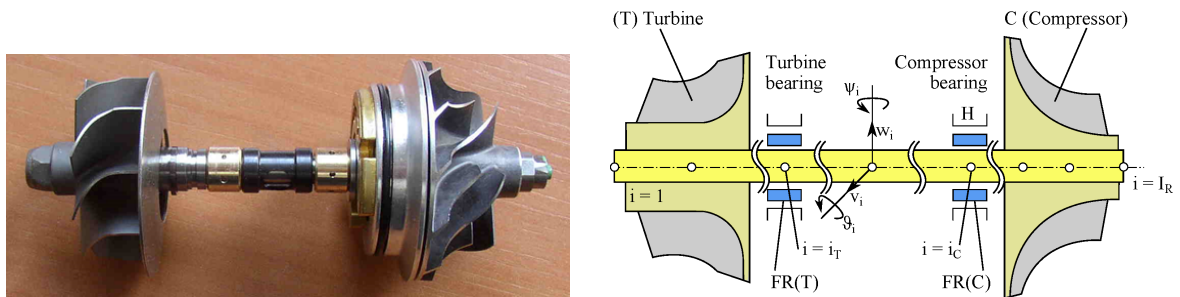 (T) Turbine
C (Compressor)
Turbine
bearing
Compressor
bearing
ψi
H
wi
i = 1
vi
i = IR
ϑi
i = iT
i = iC
FR(T)
FR(C)